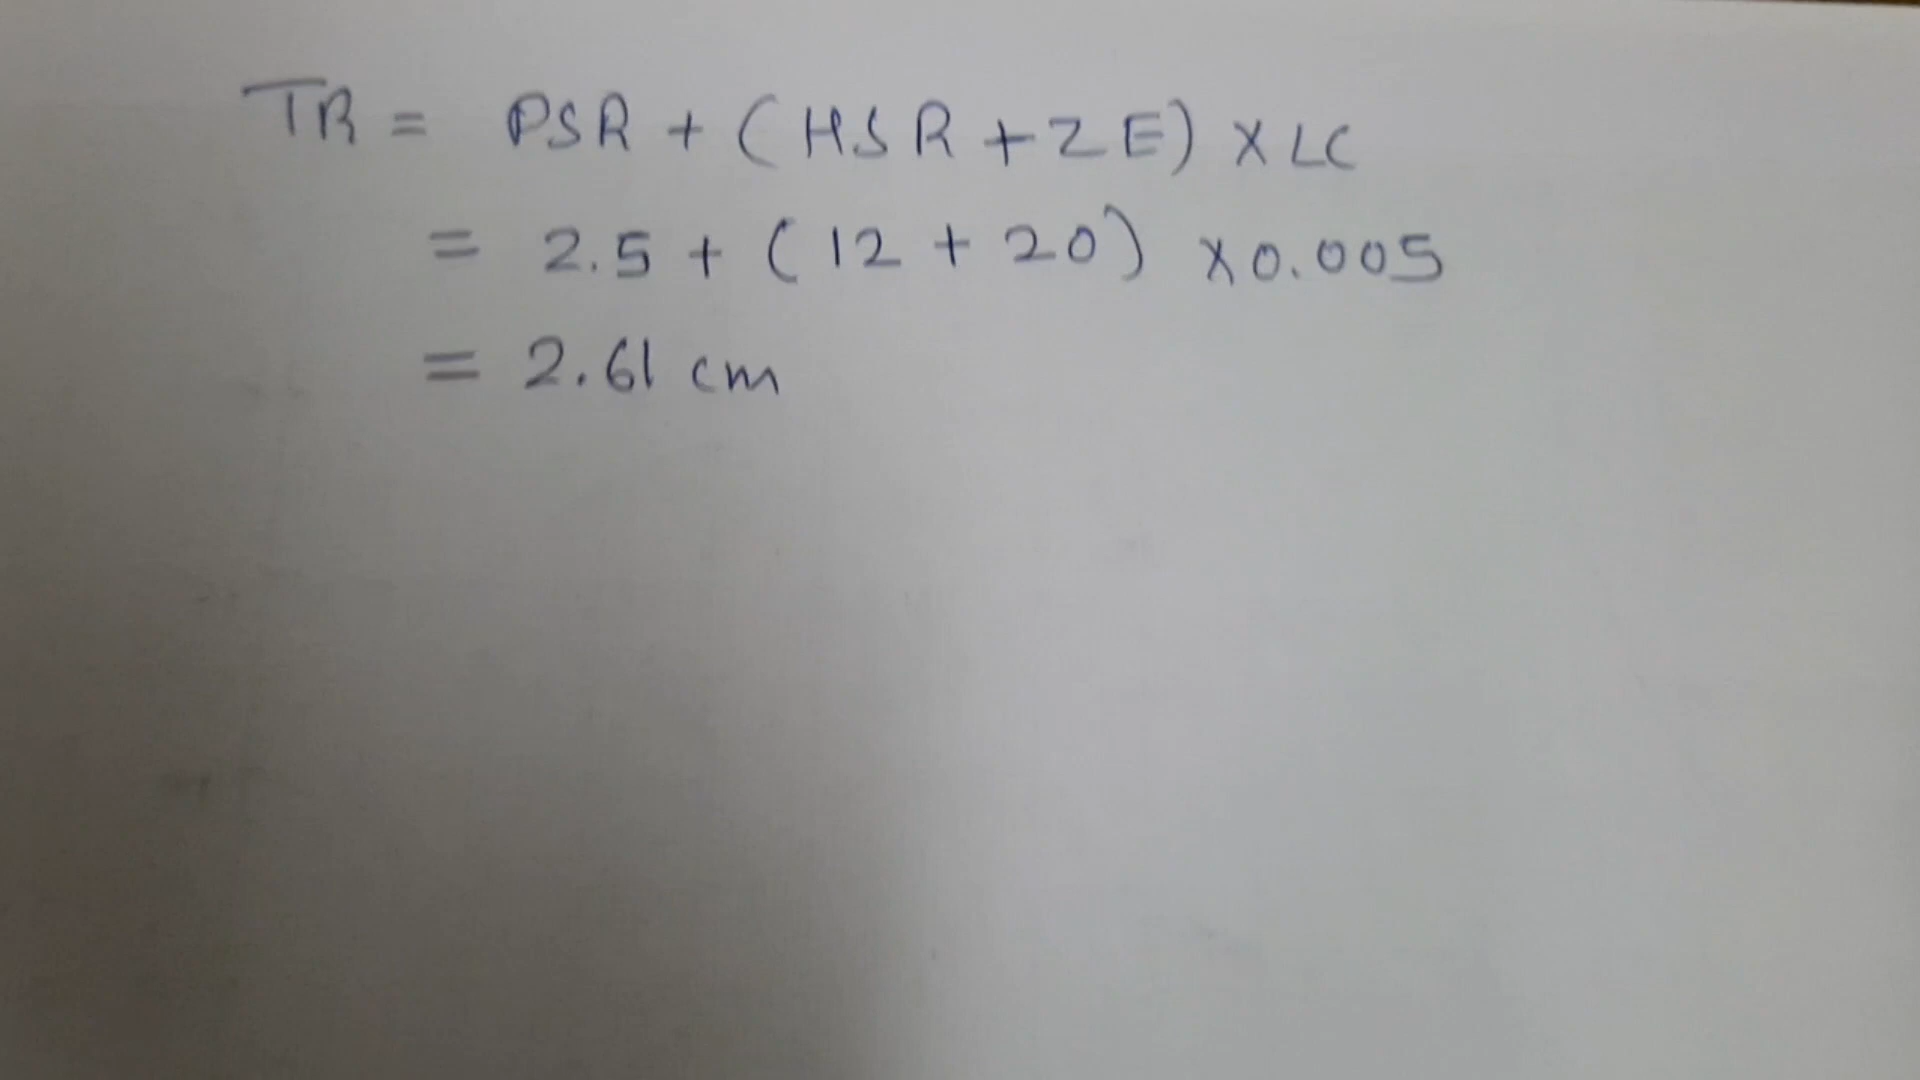 TR = PSR + (HSR + ZE) × LC
= 2.5 + (12 + 20) × 0.005
= 2.61 cm